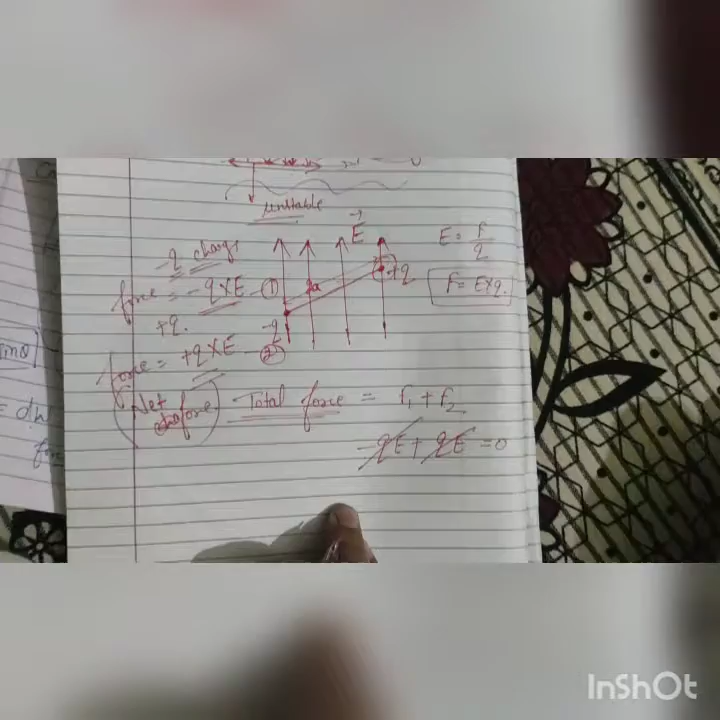 unstable
E
-q charge
E = F/q
force = -q×E - ①
+q
F = E×q
2a
+q.
-q
force = +q×E - ②
Net force
Total force = f₁ + f₂
-qE + qE = 0
InShOt